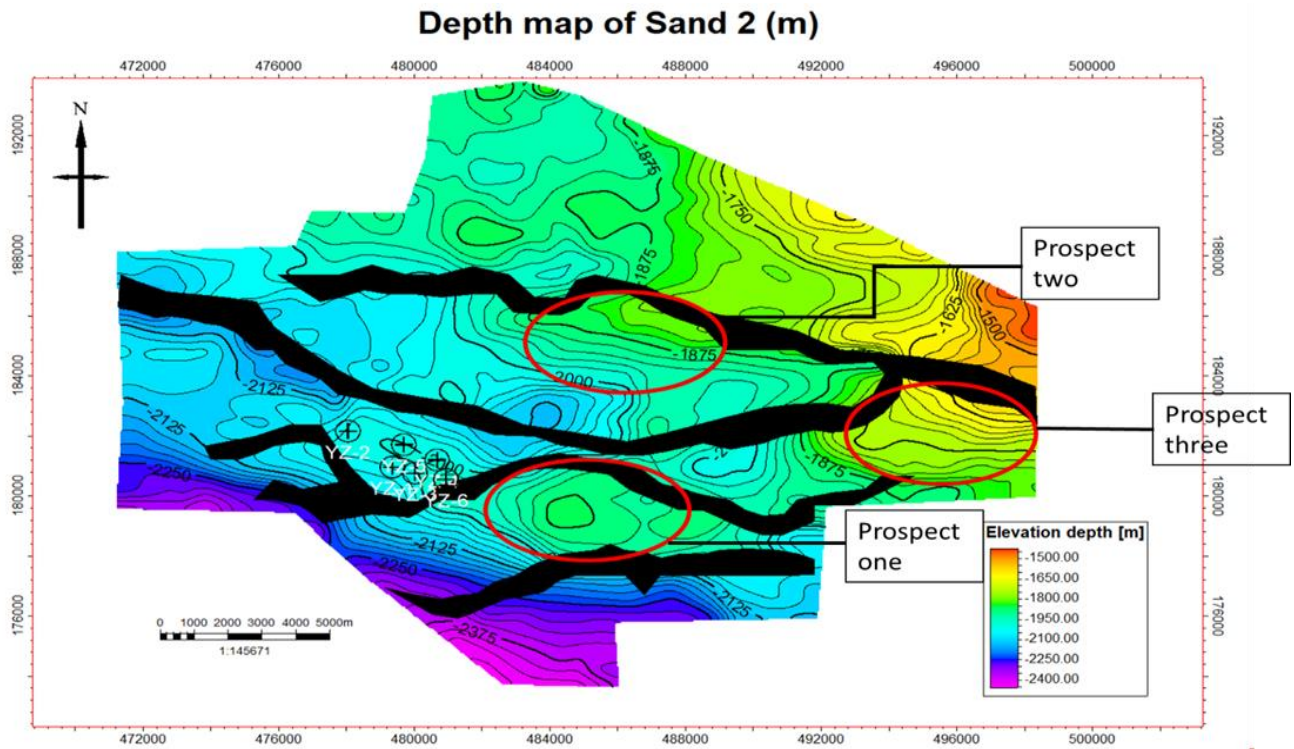 Depth map of Sand 2 (m)
472000 476000 480000 484000 488000 492000 496000 500000
N
192000
192000
-1875
-1750
188000
188000
Prospect
two
-1875
-1625
-1500
-1875
184000
184000
-2000
-2125
-2125
Prospect
three
YZ-2
-1875
-2250
YZ-6
180000
180000
Prospect
one
-2125
-2250
Elevation depth [m]
-1500.00
-1650.00
-1800.00
-1950.00
-2100.00
-2250.00
-2400.00
-2125
176000
176000
-2375
0 1000 2000 3000 4000 5000m
1:145671
472000 476000 480000 484000 488000 492000 496000 500000